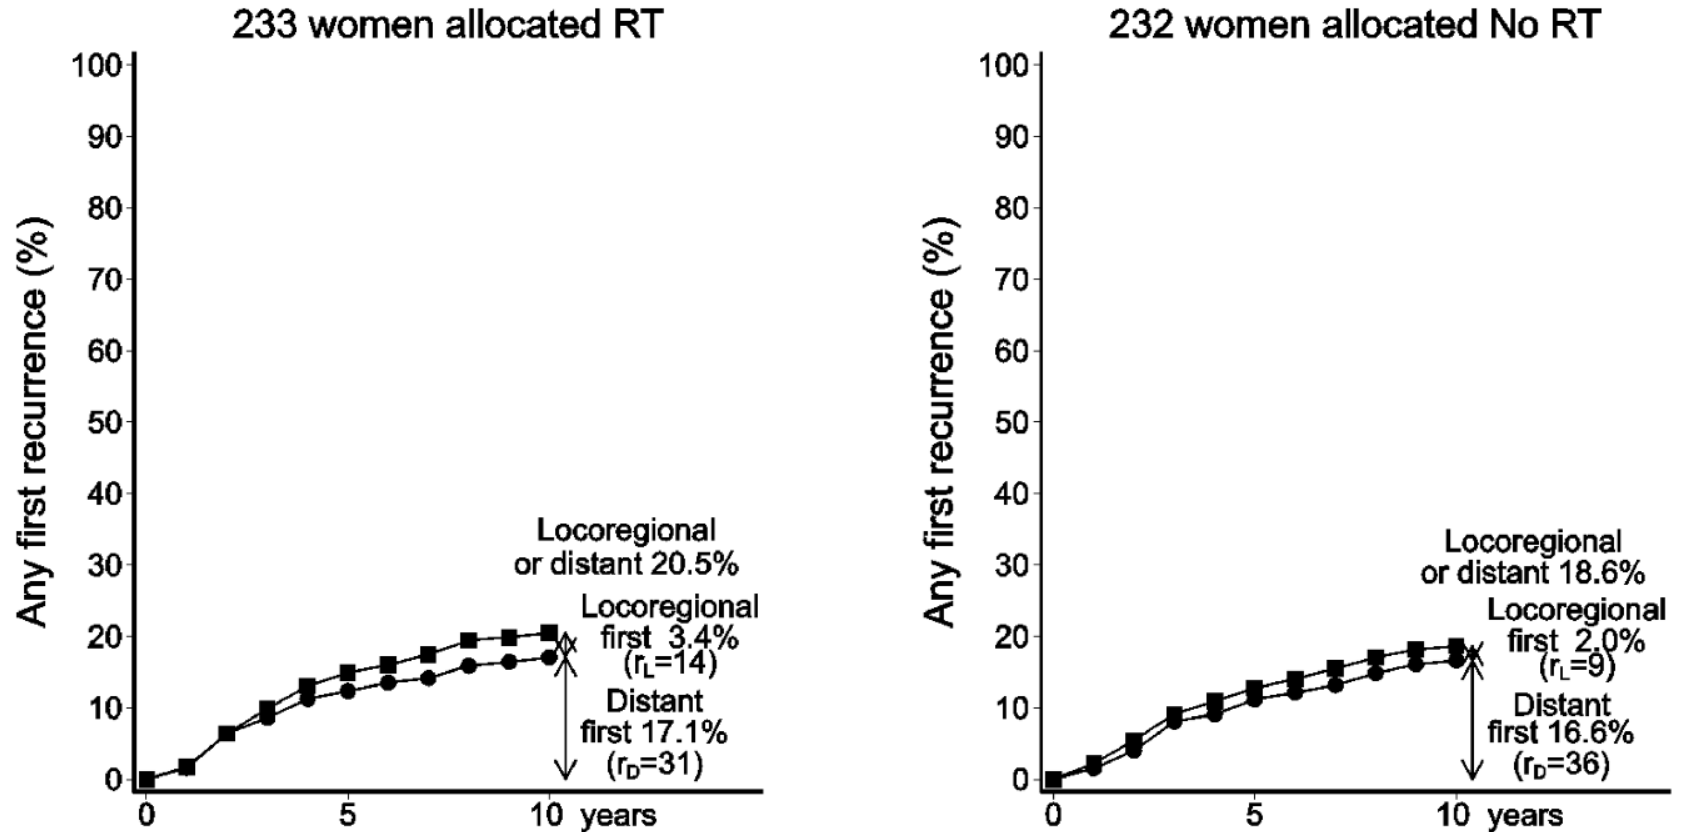 233 women allocated RT
Any first recurrence (%)
100
90
80
70
60
50
40
30
20
10
0
Locoregional
or distant 20.5%
Locoregional
first 3.4%
(rL=14)
Distant
first 17.1%
(rD=31)
0 5 10 years
232 women allocated No RT
Any first recurrence (%)
100
90
80
70
60
50
40
30
20
10
0
Locoregional
or distant 18.6%
Locoregional
first 2.0%
(rL=9)
Distant
first 16.6%
(rD=36)
0 5 10 years